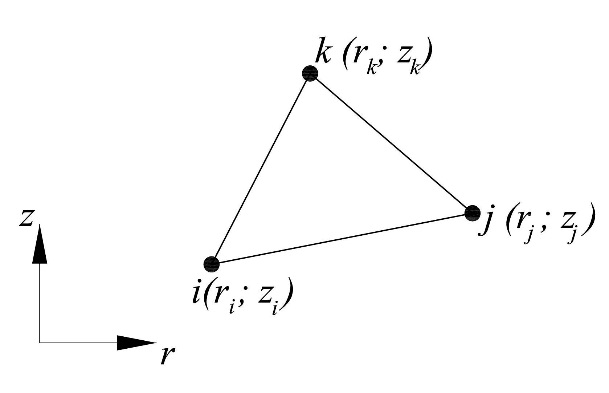 k (r_k; z_k)
z
j (r_j; z_j)
i(r_i; z_i)
r